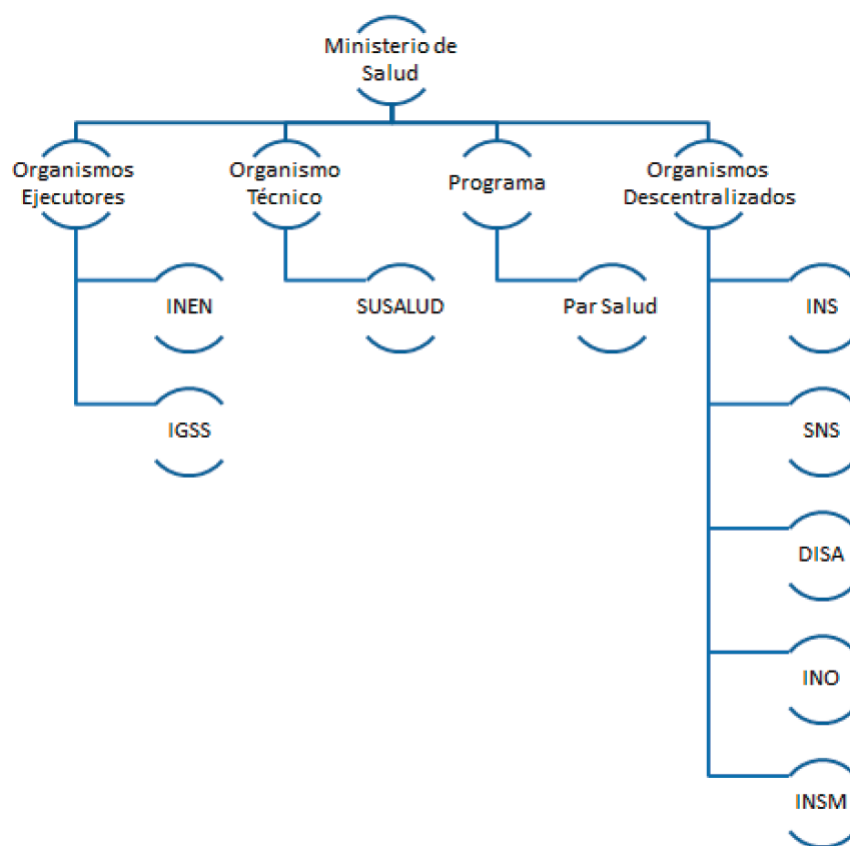 Ministerio de
Salud
Organismos
Ejecutores
Organismo
Técnico
Programa
Organismos
Descentralizados
INEN
SUSALUD
Par Salud
INS
IGSS
SNS
DISA
INO
INSM